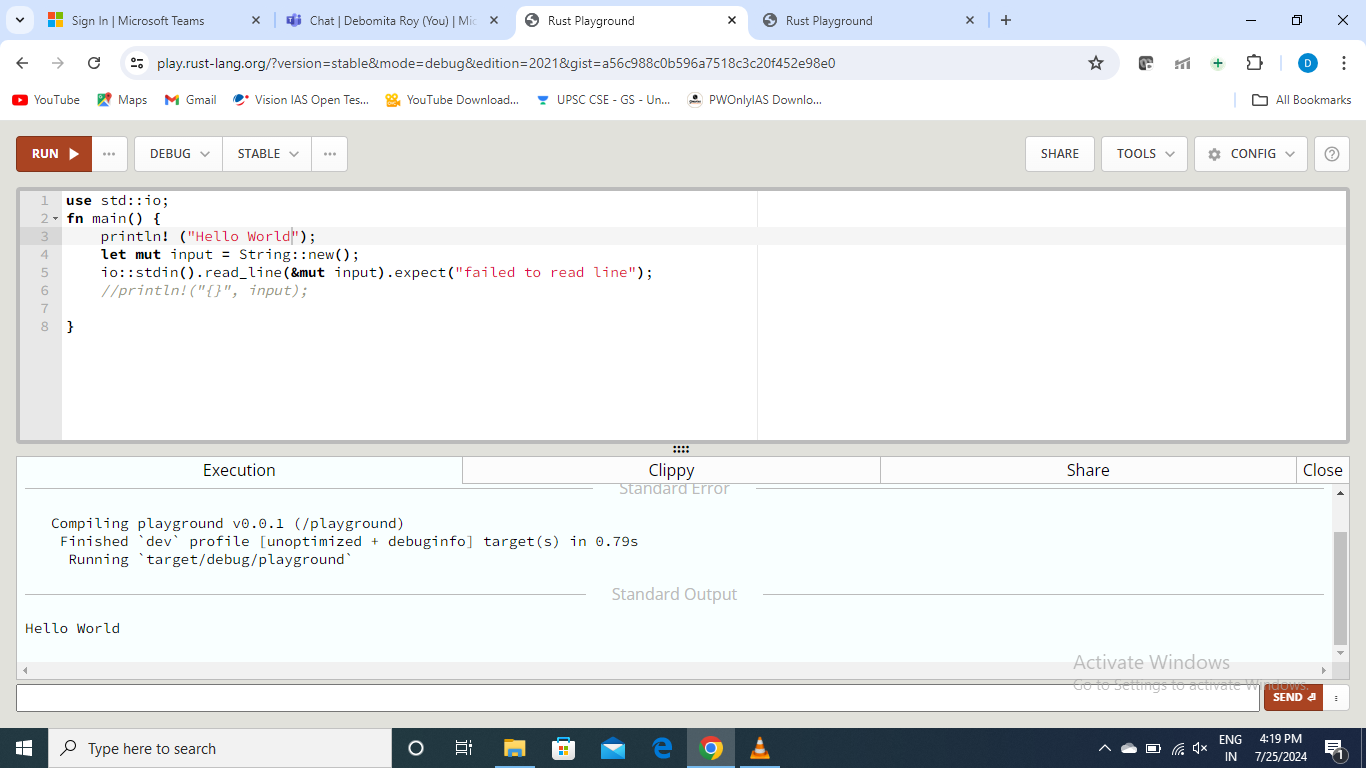 Sign In | Microsoft Teams
Chat | Debomita Roy (You) | Mic
Rust Playground
Rust Playground
play.rust-lang.org/?version=stable&mode=debug&edition=2021&gist=a56c988c0b596a7518c3c20f452e98e0
D
YouTube
Maps
Gmail
Vision IAS Open Tes...
YouTube Download...
UPSC CSE - GS - Un...
PWOnlyIAS Downlo...
All Bookmarks
RUN
DEBUG
STABLE
SHARE
TOOLS
CONFIG
1 use std::io;
2 fn main() {
3 println! ("Hello World");
4 let mut input = String::new();
5 io::stdin().read_line(&mut input).expect("failed to read line");
6 //println!("{}", input);
7
8 }
Execution
Clippy
Share
Close
Standard Error
Compiling playground v0.0.1 (/playground)
Finished `dev` profile [unoptimized + debuginfo] target(s) in 0.79s
Running `target/debug/playground`
Standard Output
Hello World
Activate Windows
Go to Settings to activate Windows.
SEND
Type here to search
ENG
IN
4:19 PM
7/25/2024
1